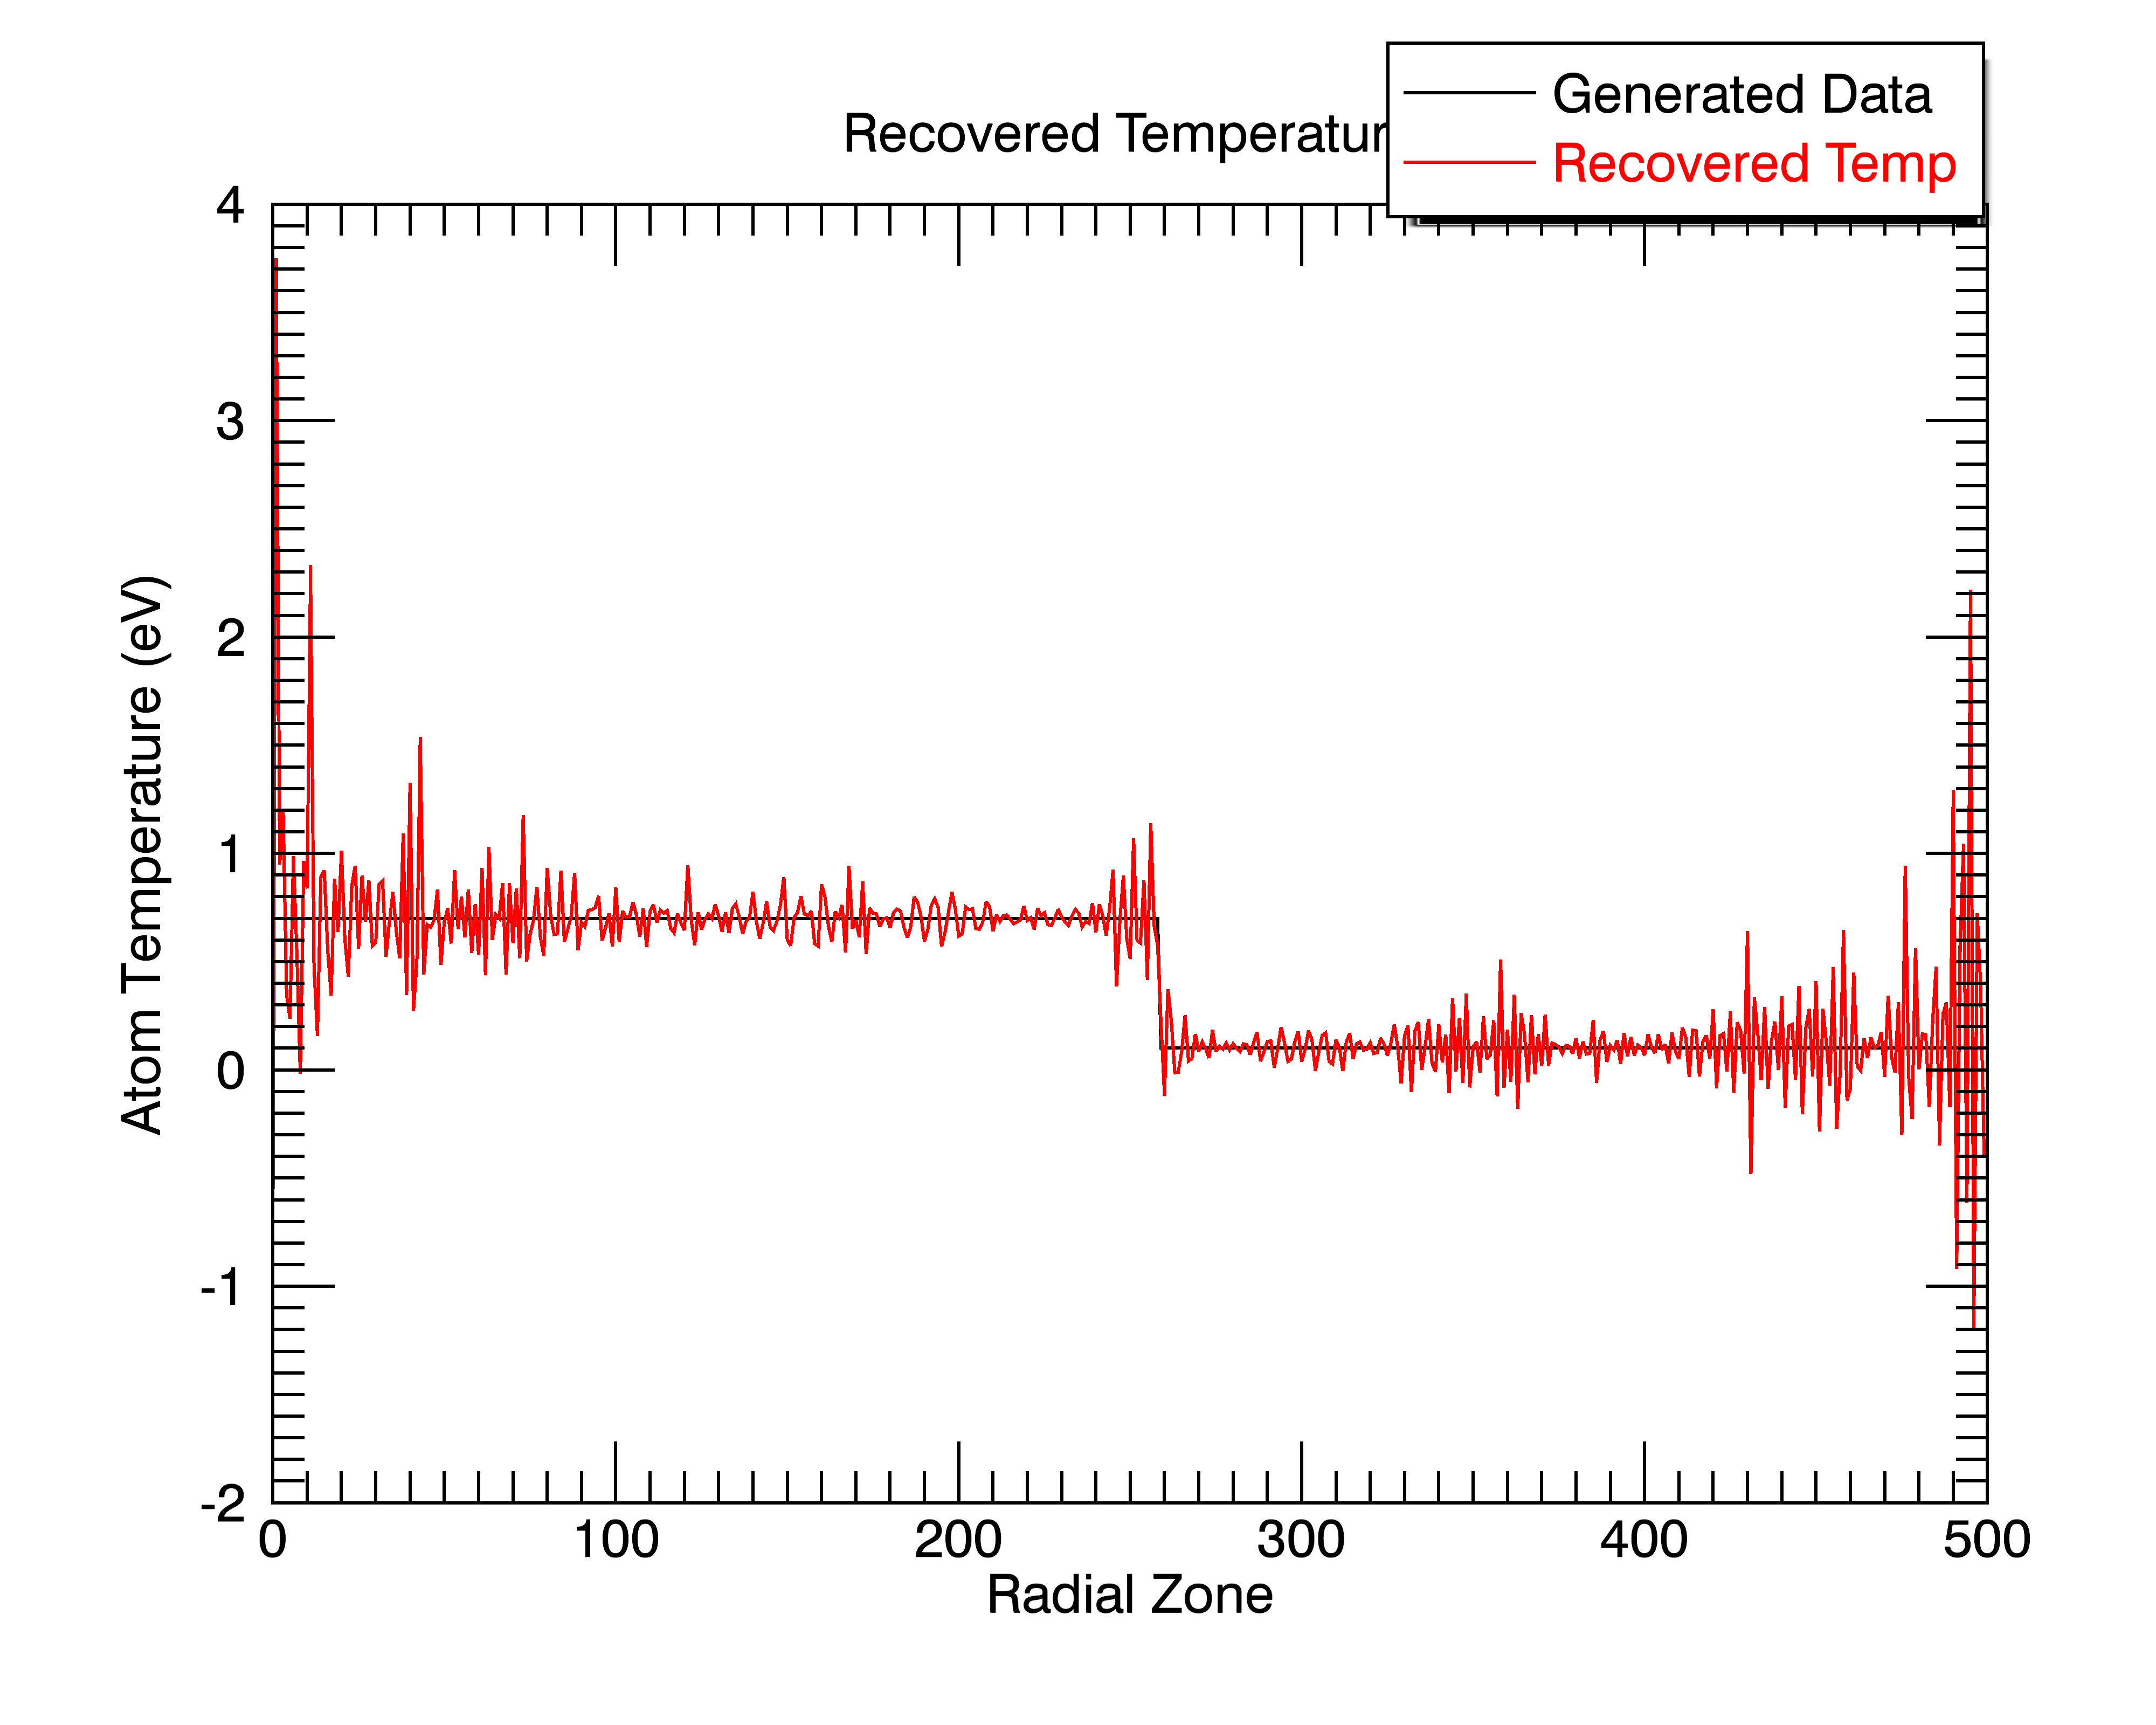 Generated Data
Recovered Temperatur
Recovered Temp
4
3
2
1
0
-1
-2
Atom Temperature (eV)
0 100 200 300 400 500
Radial Zone